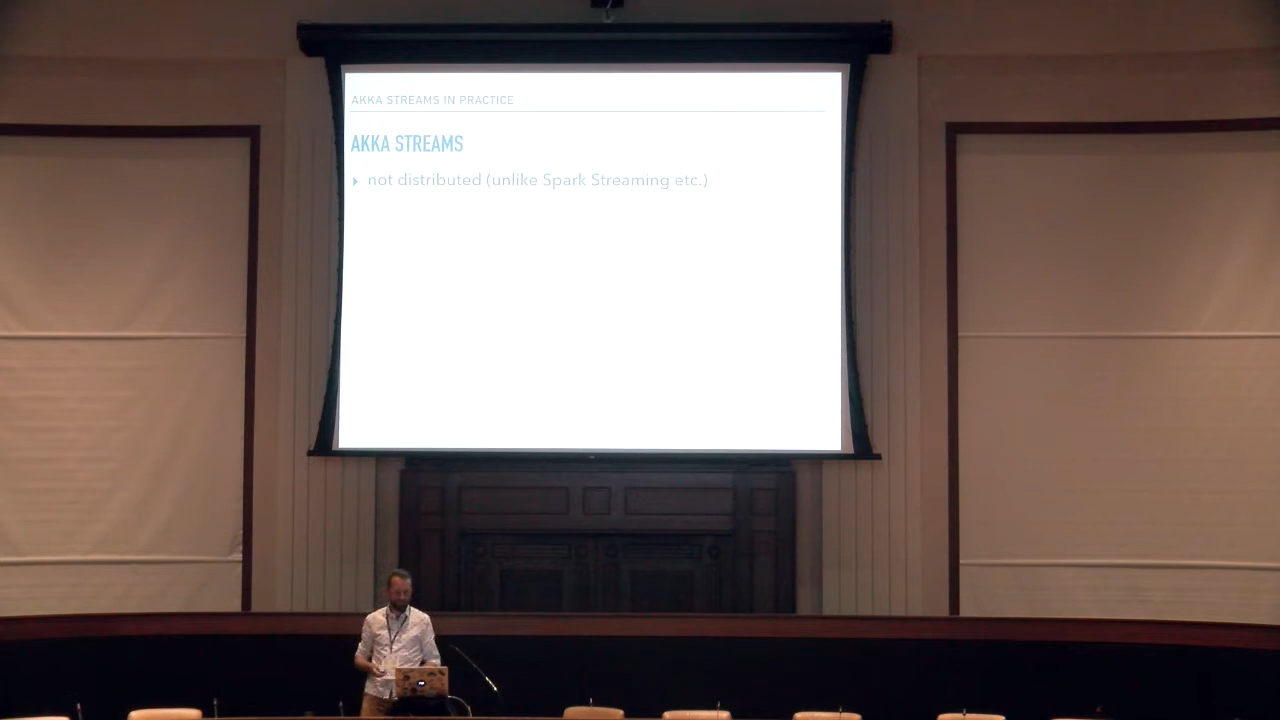 AKKA STREAMS IN PRACTICE
AKKA STREAMS
not distributed (unlike Spark Streaming etc.)